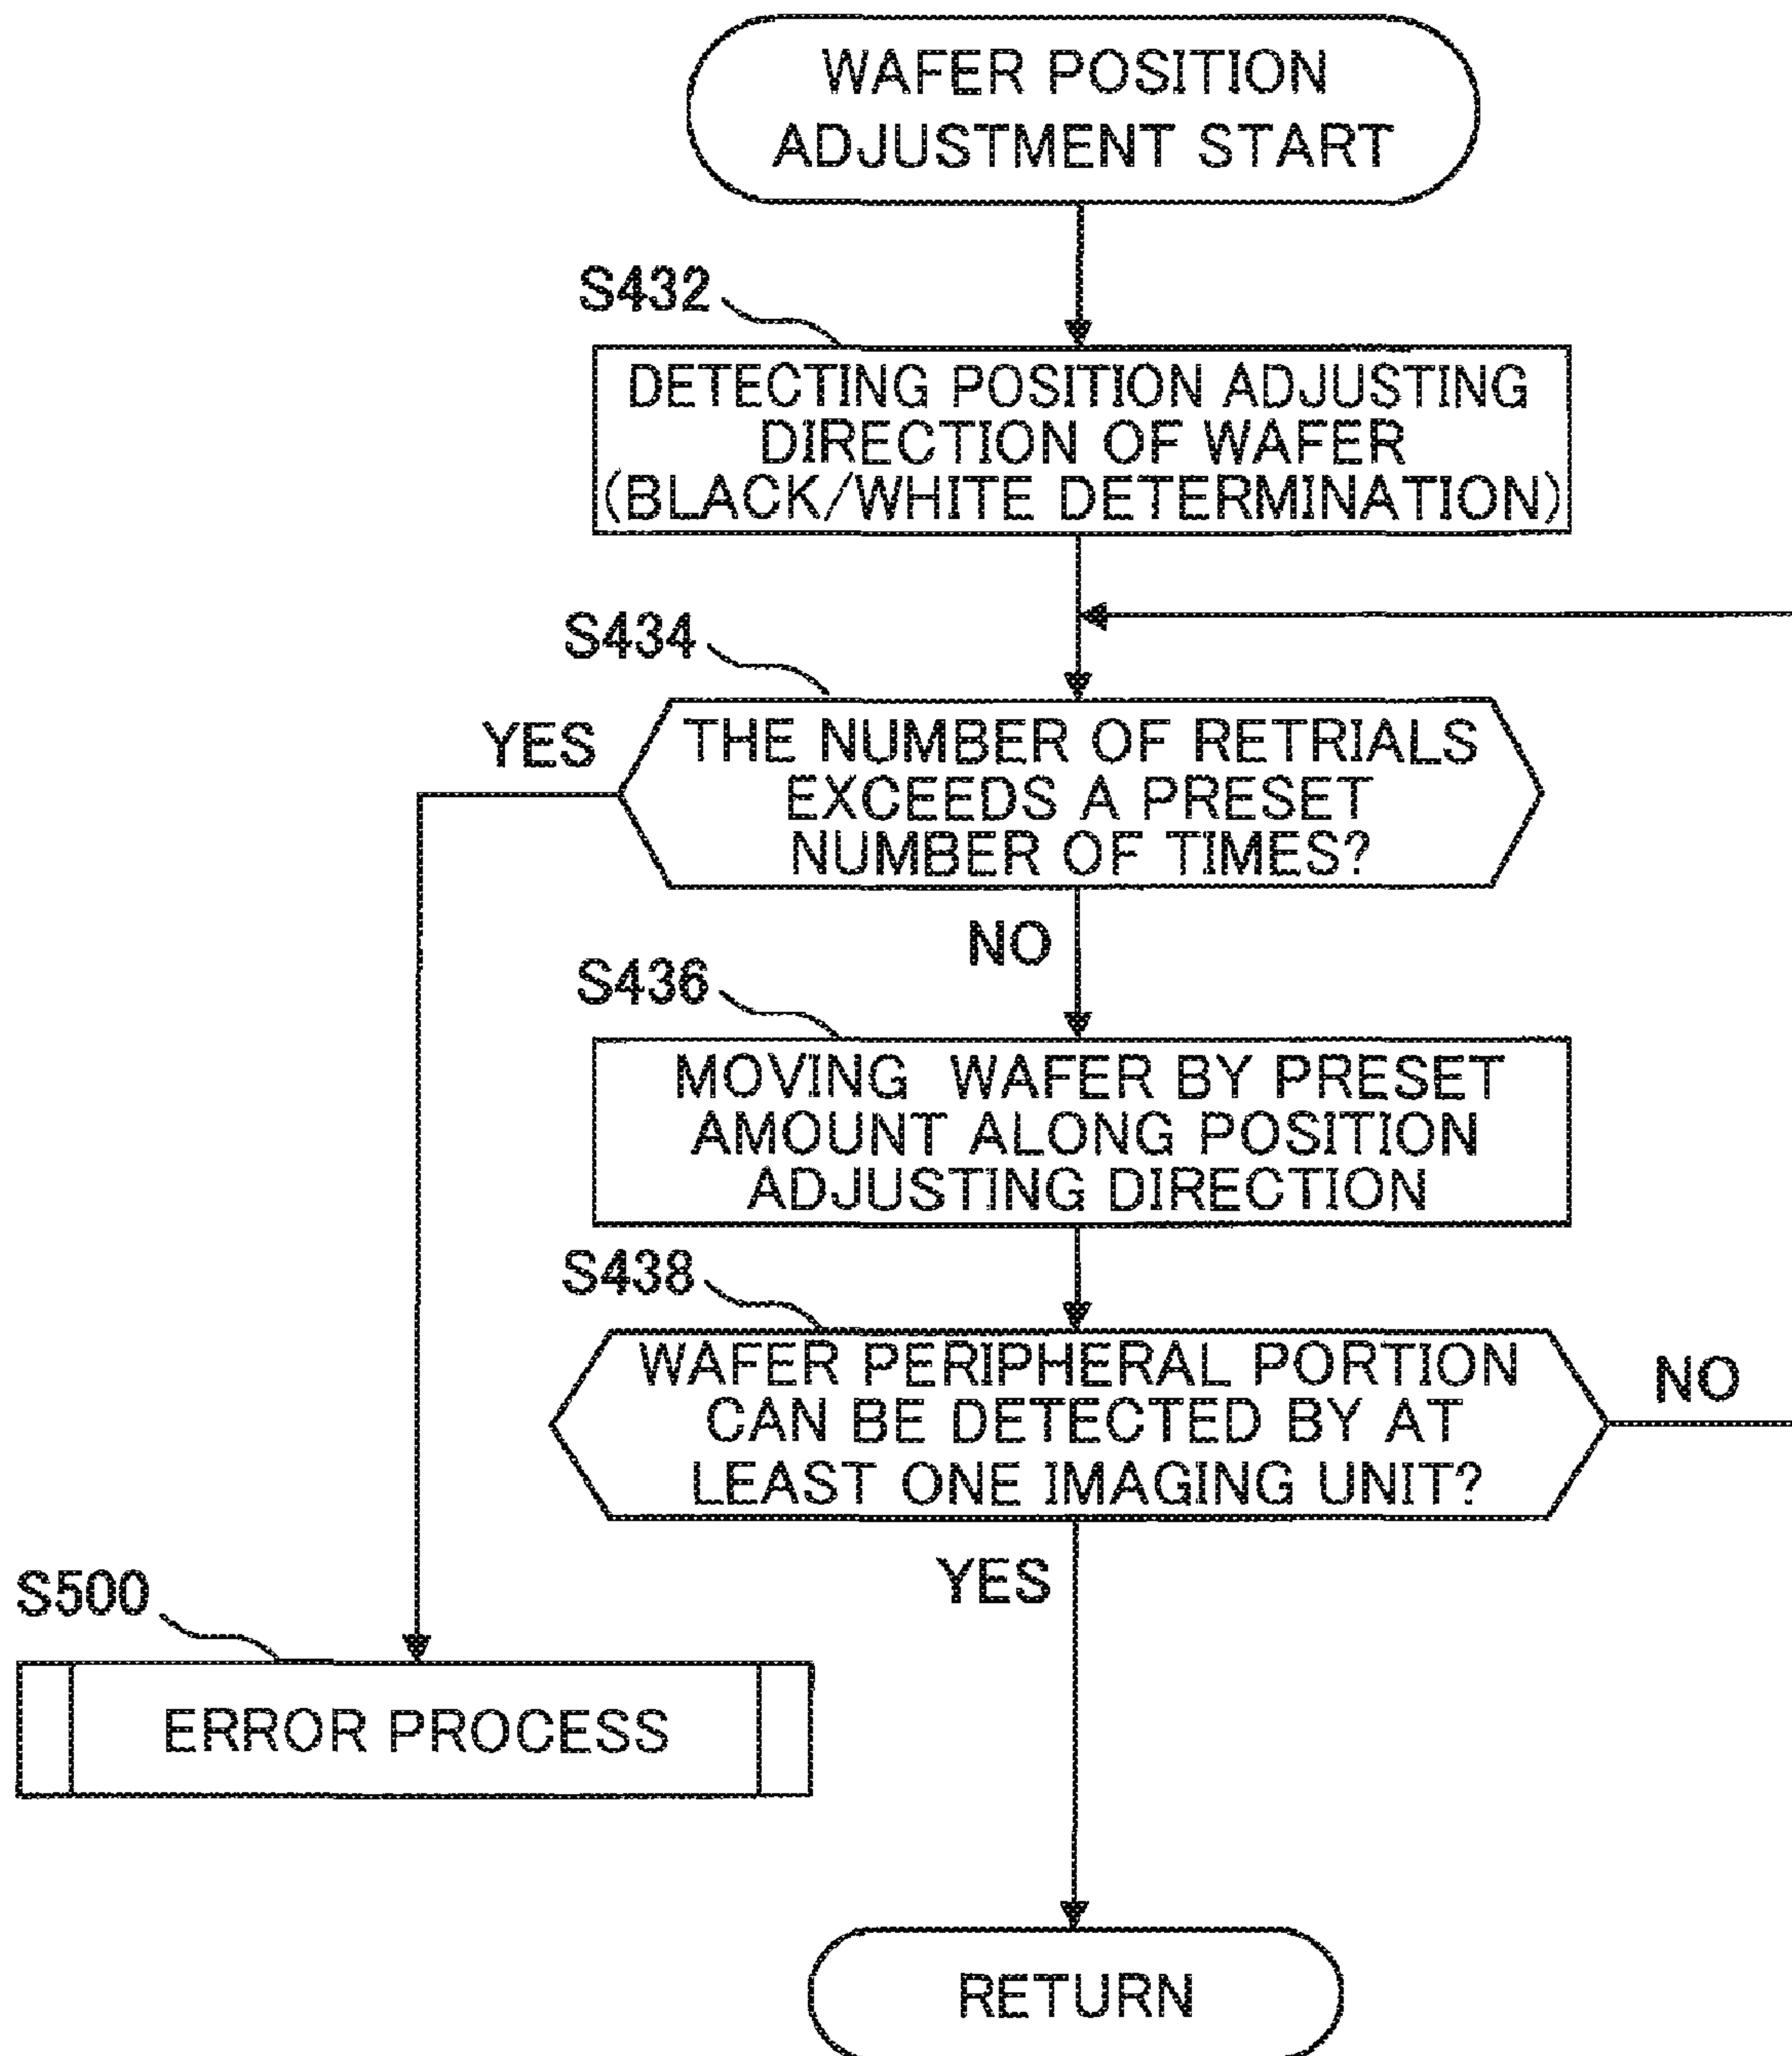 WAFER POSITION
ADJUSTMENT START
S432
DETECTING POSITION ADJUSTING
DIRECTION OF WAFER
(BLACK/WHITE DETERMINATION)
S434
YES
THE NUMBER OF RETRIALS
EXCEEDS A PRESET
NUMBER OF TIMES?
NO
S436
MOVING WAFER BY PRESET
AMOUNT ALONG POSITION
ADJUSTING DIRECTION
S438
WAFER PERIPHERAL PORTION
CAN BE DETECTED BY AT
LEAST ONE IMAGING UNIT?
NO
YES
S500
ERROR PROCESS
RETURN